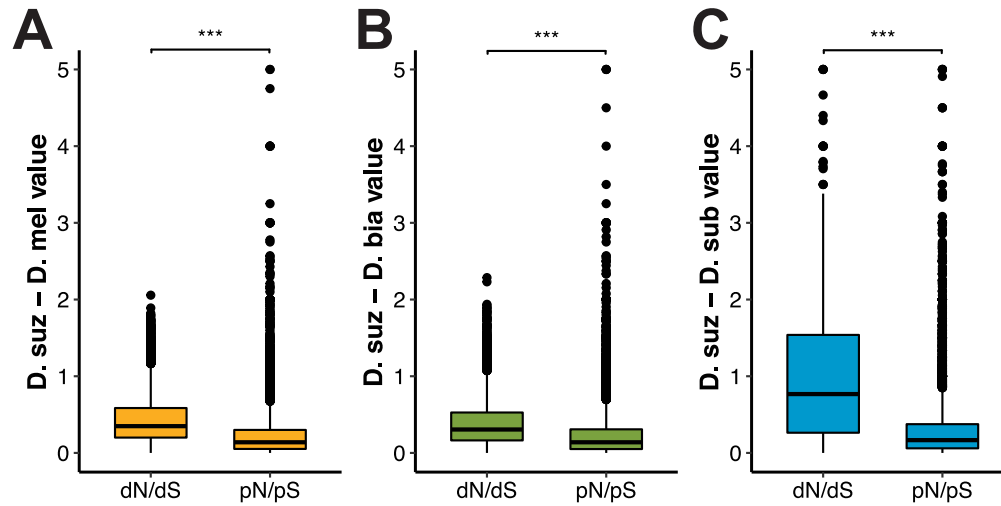 A
***
D. suz – D. mel value
5
4
3
2
1
0
dN/dS pN/pS
B
***
D. suz – D. bia value
5
4
3
2
1
0
dN/dS pN/pS
C
***
D. suz – D. sub value
5
4
3
2
1
0
dN/dS pN/pS